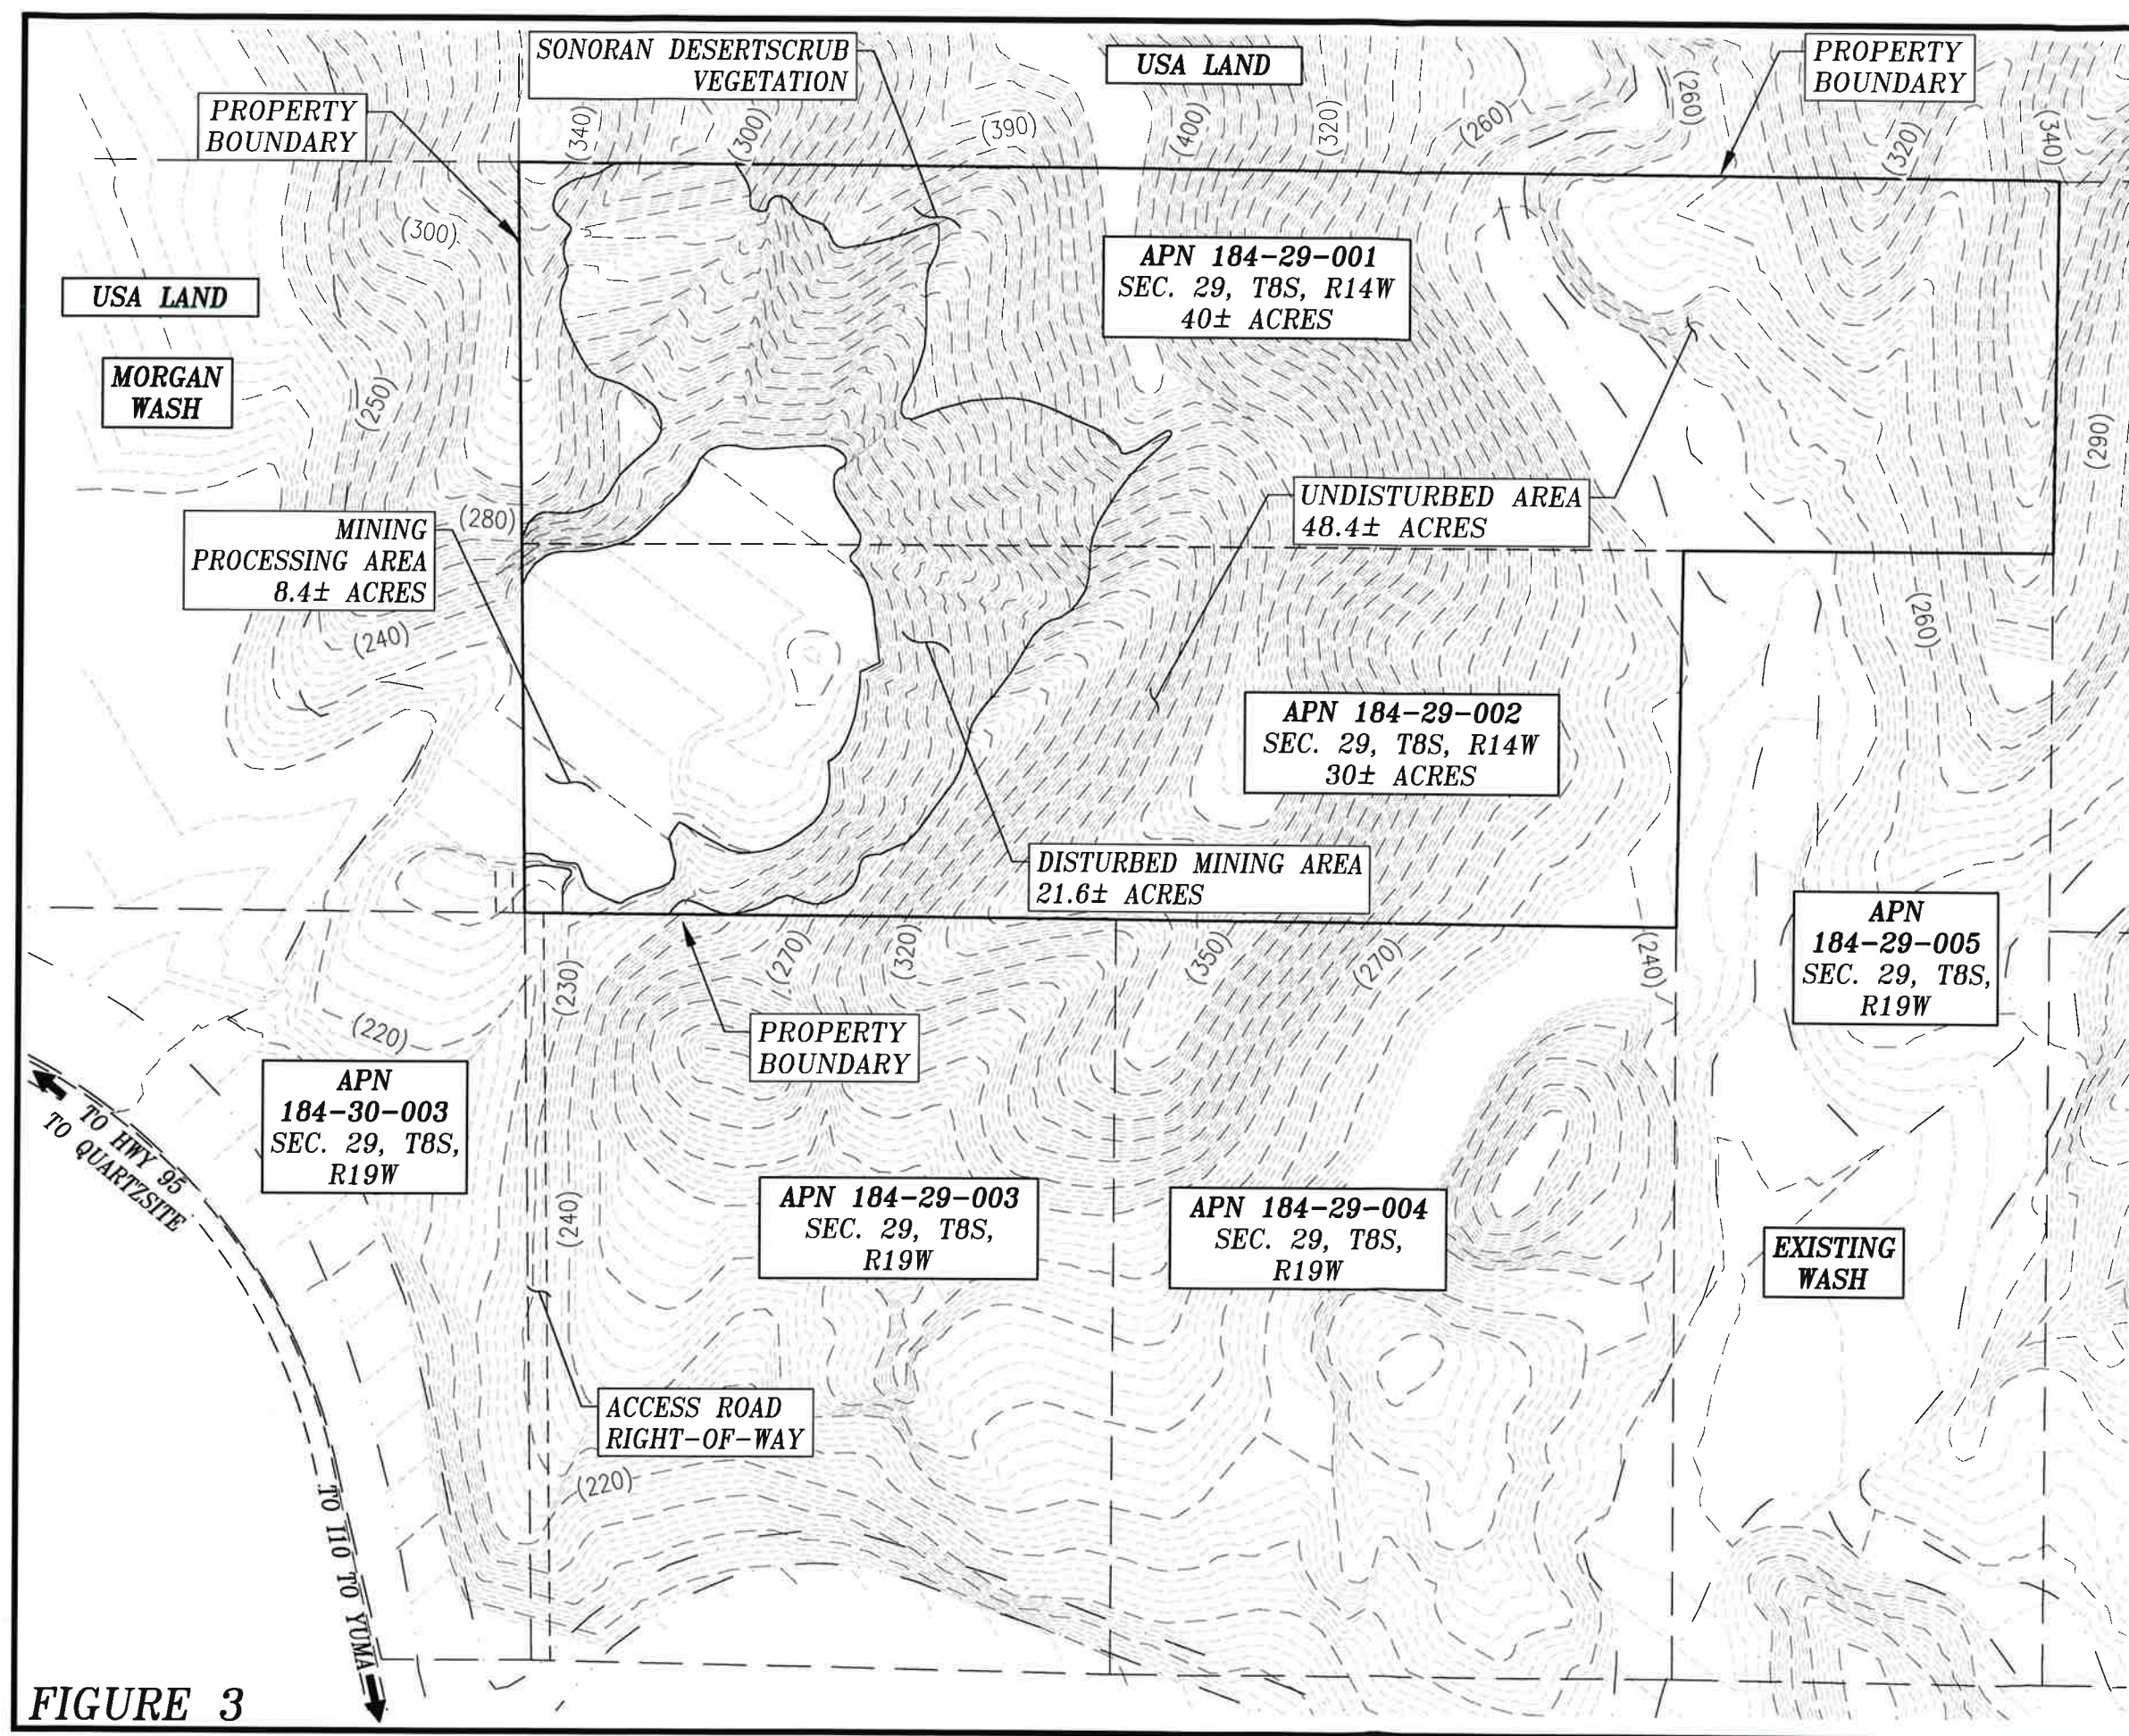 SONORAN DESERTSCRUB
VEGETATION
USA LAND
PROPERTY
BOUNDARY
PROPERTY
BOUNDARY
(340)
(300)
(390)
(400)
(320)
(260)
(260)
(320)
(340)
(300)
APN 184-29-001
SEC. 29, T8S, R14W
40± ACRES
USA LAND
MORGAN
WASH
(250)
(290)
UNDISTURBED AREA
48.4± ACRES
(280)
MINING
PROCESSING AREA
8.4± ACRES
(240)
(260)
APN 184-29-002
SEC. 29, T8S, R14W
30± ACRES
DISTURBED MINING AREA
21.6± ACRES
APN
184-29-005
SEC. 29, T8S,
R19W
(230)
(270)
(320)
(350)
(270)
(240)
(220)
PROPERTY
BOUNDARY
APN
184-30-003
SEC. 29, T8S,
R19W
TO HWY 95
TO QUARTZSITE
(240)
APN 184-29-003
SEC. 29, T8S,
R19W
APN 184-29-004
SEC. 29, T8S,
R19W
EXISTING
WASH
ACCESS ROAD
RIGHT-OF-WAY
(220)
TO I10 TO YUMA
FIGURE 3